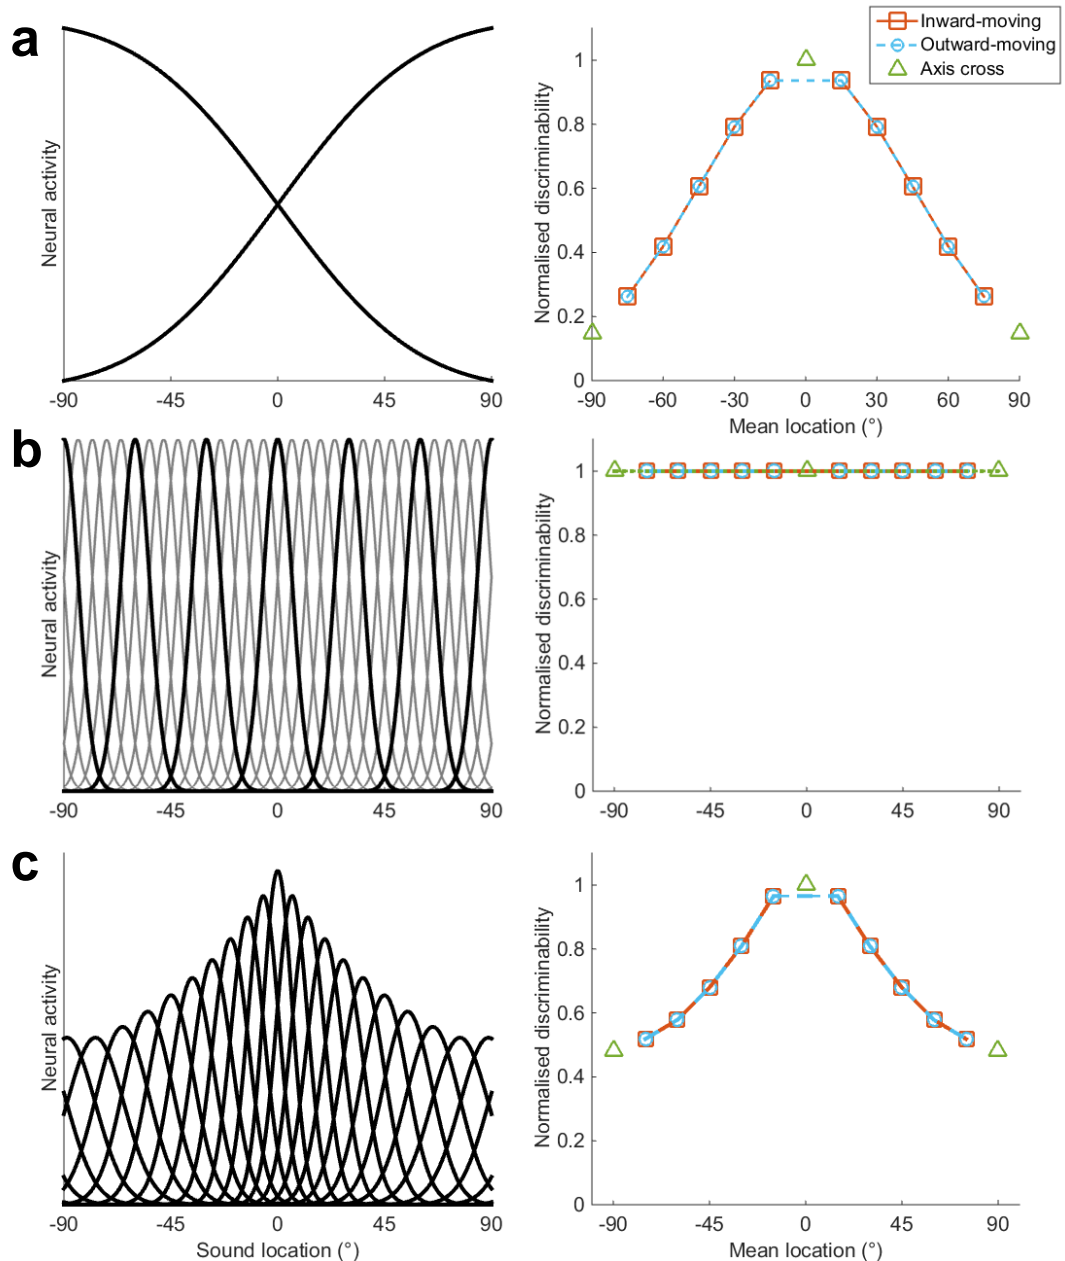 a
Inward-moving
Outward-moving
Axis cross
Neural activity
-90 -45 0 45 90
Normalised discriminability
1
0.8
0.6
0.4
0.2
0
-90 -60 -30 0 30 60 90
Mean location (°)
b
Neural activity
-90 -45 0 45 90
Normalised discriminability
1
0.8
0.6
0.4
0.2
0
-90 -45 0 45 90
c
Neural activity
-90 -45 0 45 90
Sound location (°)
Normalised discriminability
1
0.8
0.6
0.4
0.2
0
-90 -45 0 45 90
Mean location (°)